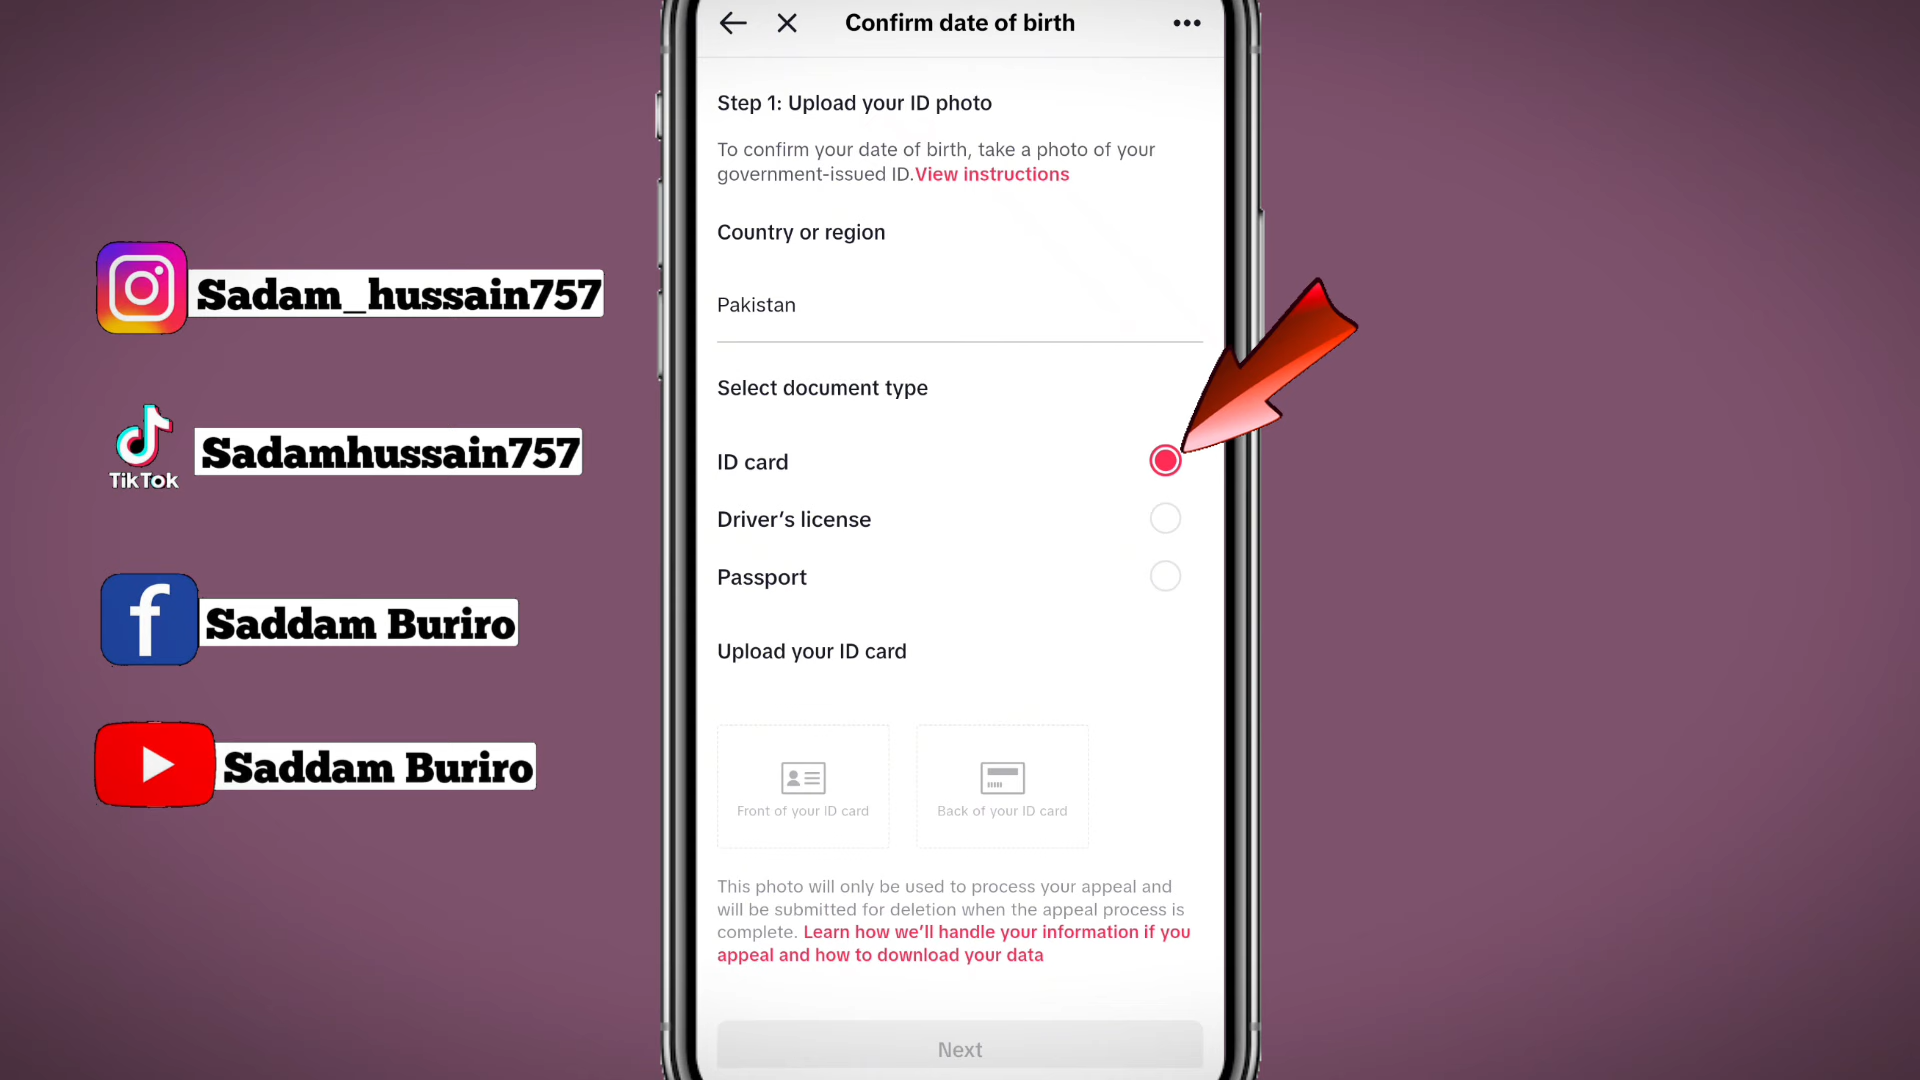 Sadam_hussain757
TikTok
Sadamhussain757
Saddam Buriro
Saddam Buriro
Confirm date of birth
Step 1: Upload your ID photo
To confirm your date of birth, take a photo of your
government-issued ID.View instructions
Country or region
Pakistan
Select document type
ID card
Driver's license
Passport
Upload your ID card
Front of your ID card
Back of your ID card
This photo will only be used to process your appeal and
will be submitted for deletion when the appeal process is
complete. Learn how we'll handle your information if you
appeal and how to download your data
Next